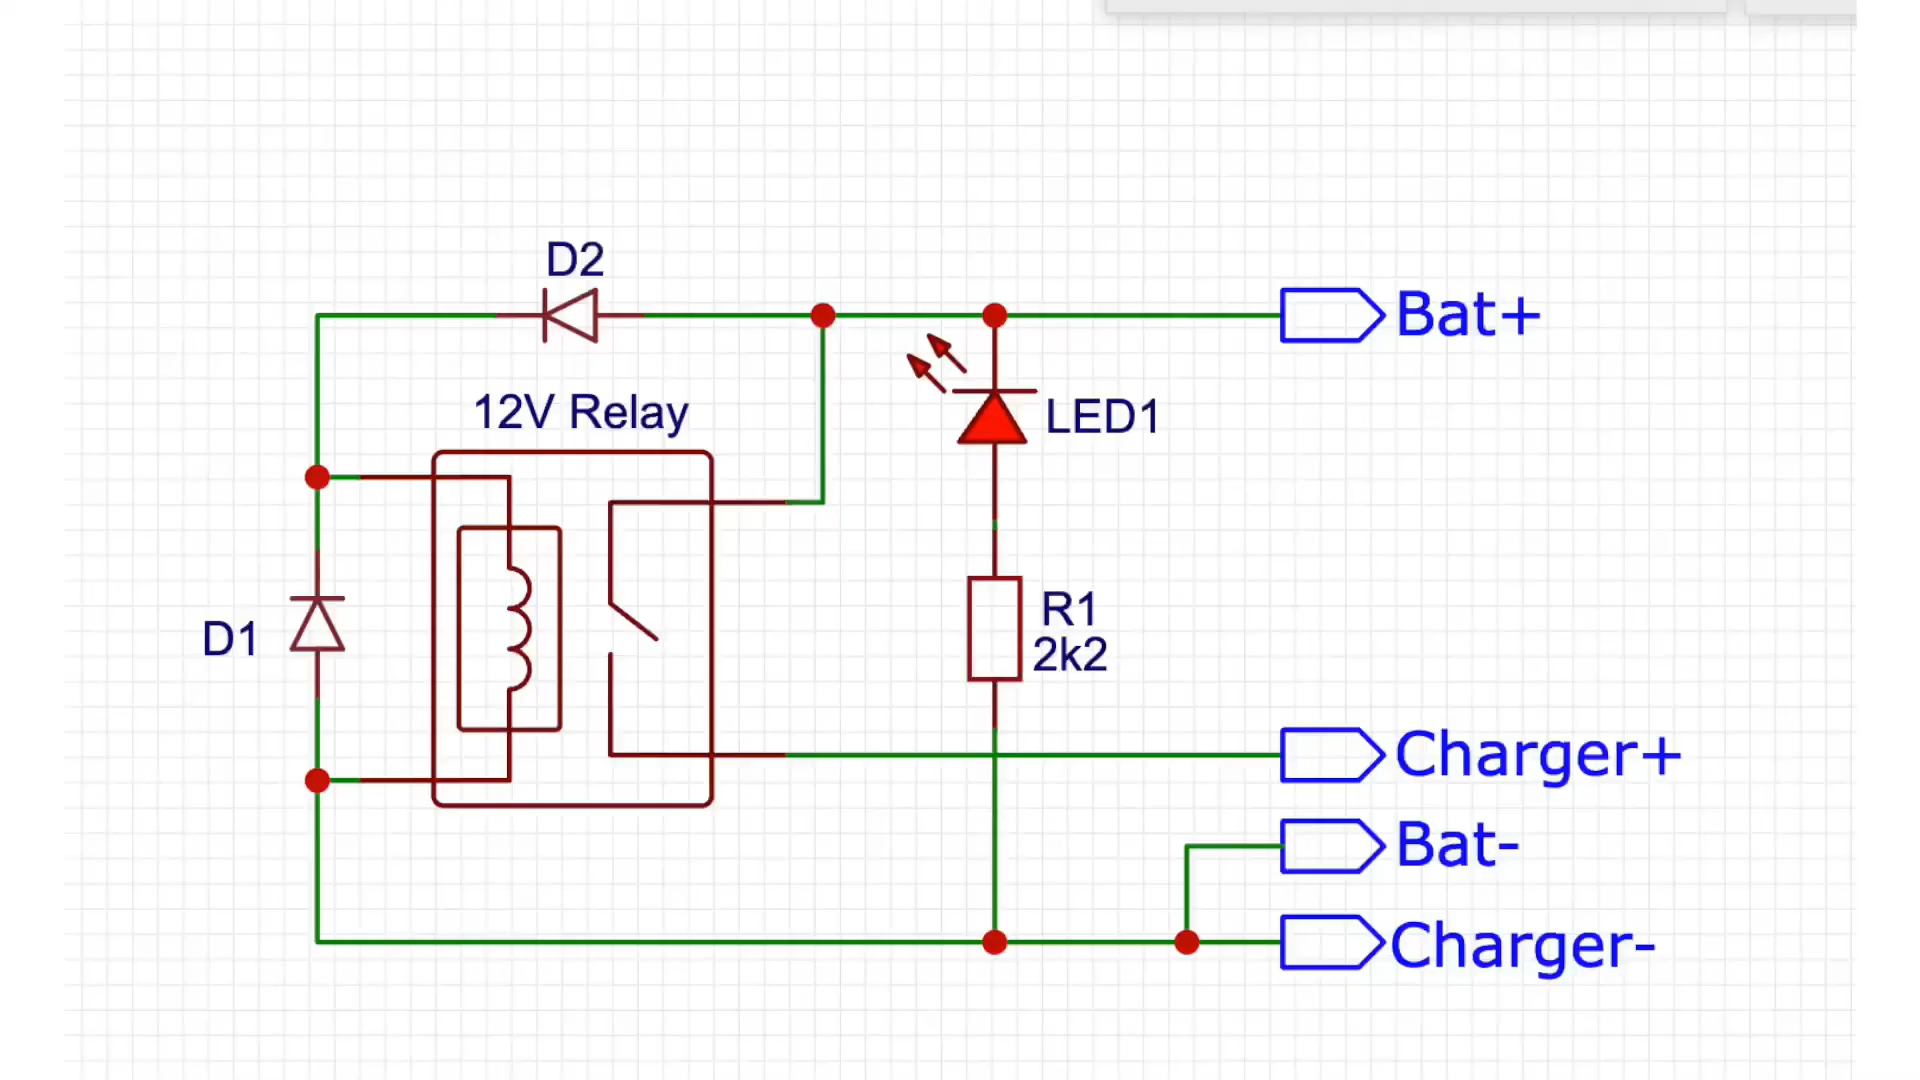 D2
Bat+
12V Relay
LED1
D1
R1
2k2
Charger+
Bat-
Charger-